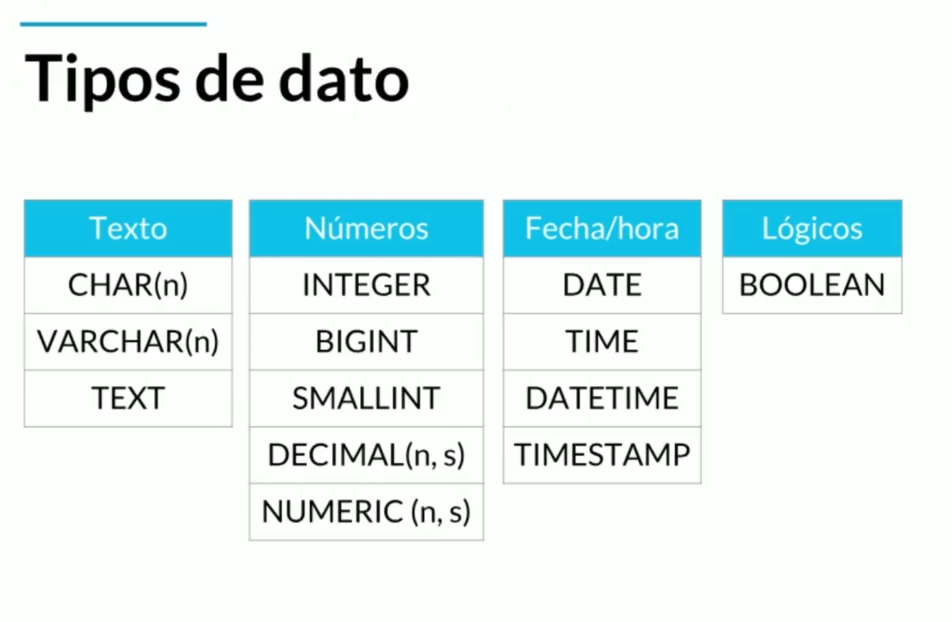 Tipos de dato
Texto
CHAR(n)
VARCHAR(n)
TEXT
Números
INTEGER
BIGINT
SMALLINT
DECIMAL(n, s)
NUMERIC (n, s)
Fecha/hora
DATE
TIME
DATETIME
TIMESTAMP
Lógicos
BOOLEAN